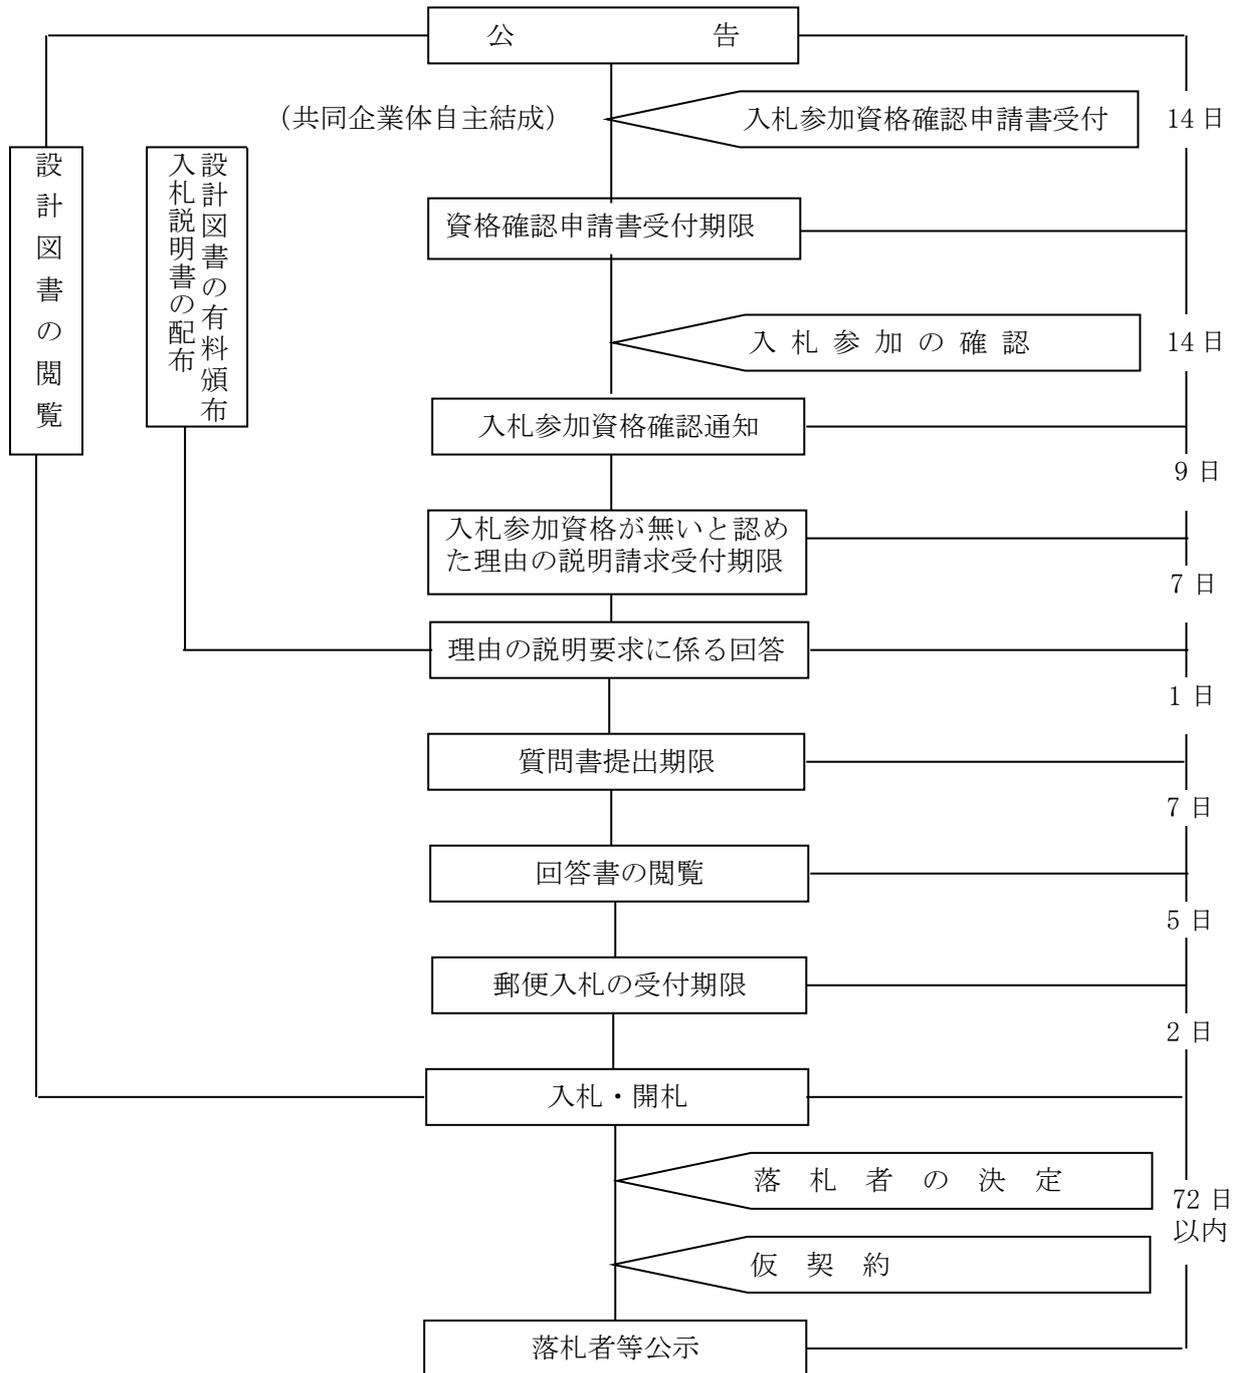 公　告
（共同企業体自主結成）
入札参加資格確認申請書受付
14 日
設計図書の閲覧
設計図書の有料頒布
入札説明書の配布
資格確認申請書受付期限
入札参加の確認
14 日
入札参加資格確認通知
9 日
入札参加資格が無いと認め
た理由の説明請求受付期限
7 日
理由の説明要求に係る回答
1 日
質問書提出期限
7 日
回答書の閲覧
5 日
郵便入札の受付期限
2 日
入札・開札
落札者の決定
72 日
以内
仮契約
落札者等公示